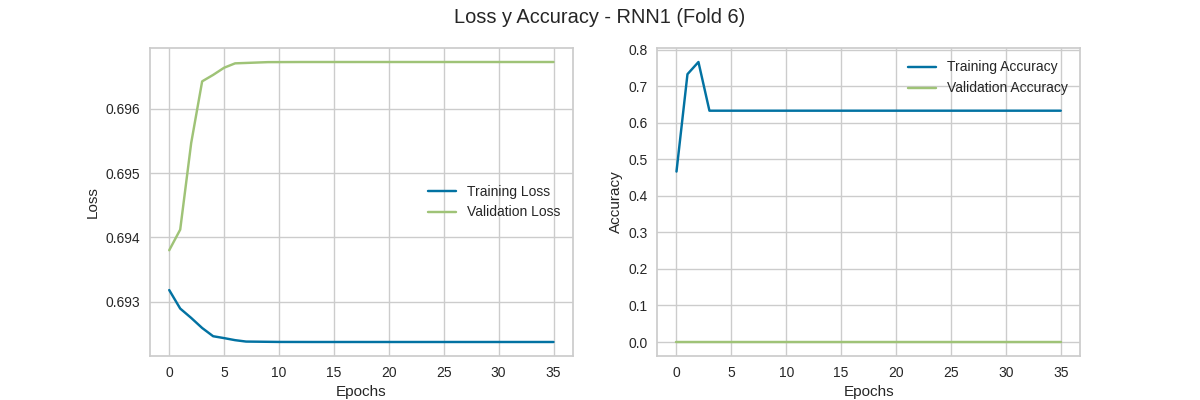 Loss y Accuracy - RNN1 (Fold 6)
0.696
0.695
0.694
0.693
Loss
Training Loss
Validation Loss
0 5 10 15 20 25 30 35
Epochs
0.8
0.7
0.6
0.5
0.4
0.3
0.2
0.1
0.0
Accuracy
Training Accuracy
Validation Accuracy
0 5 10 15 20 25 30 35
Epochs